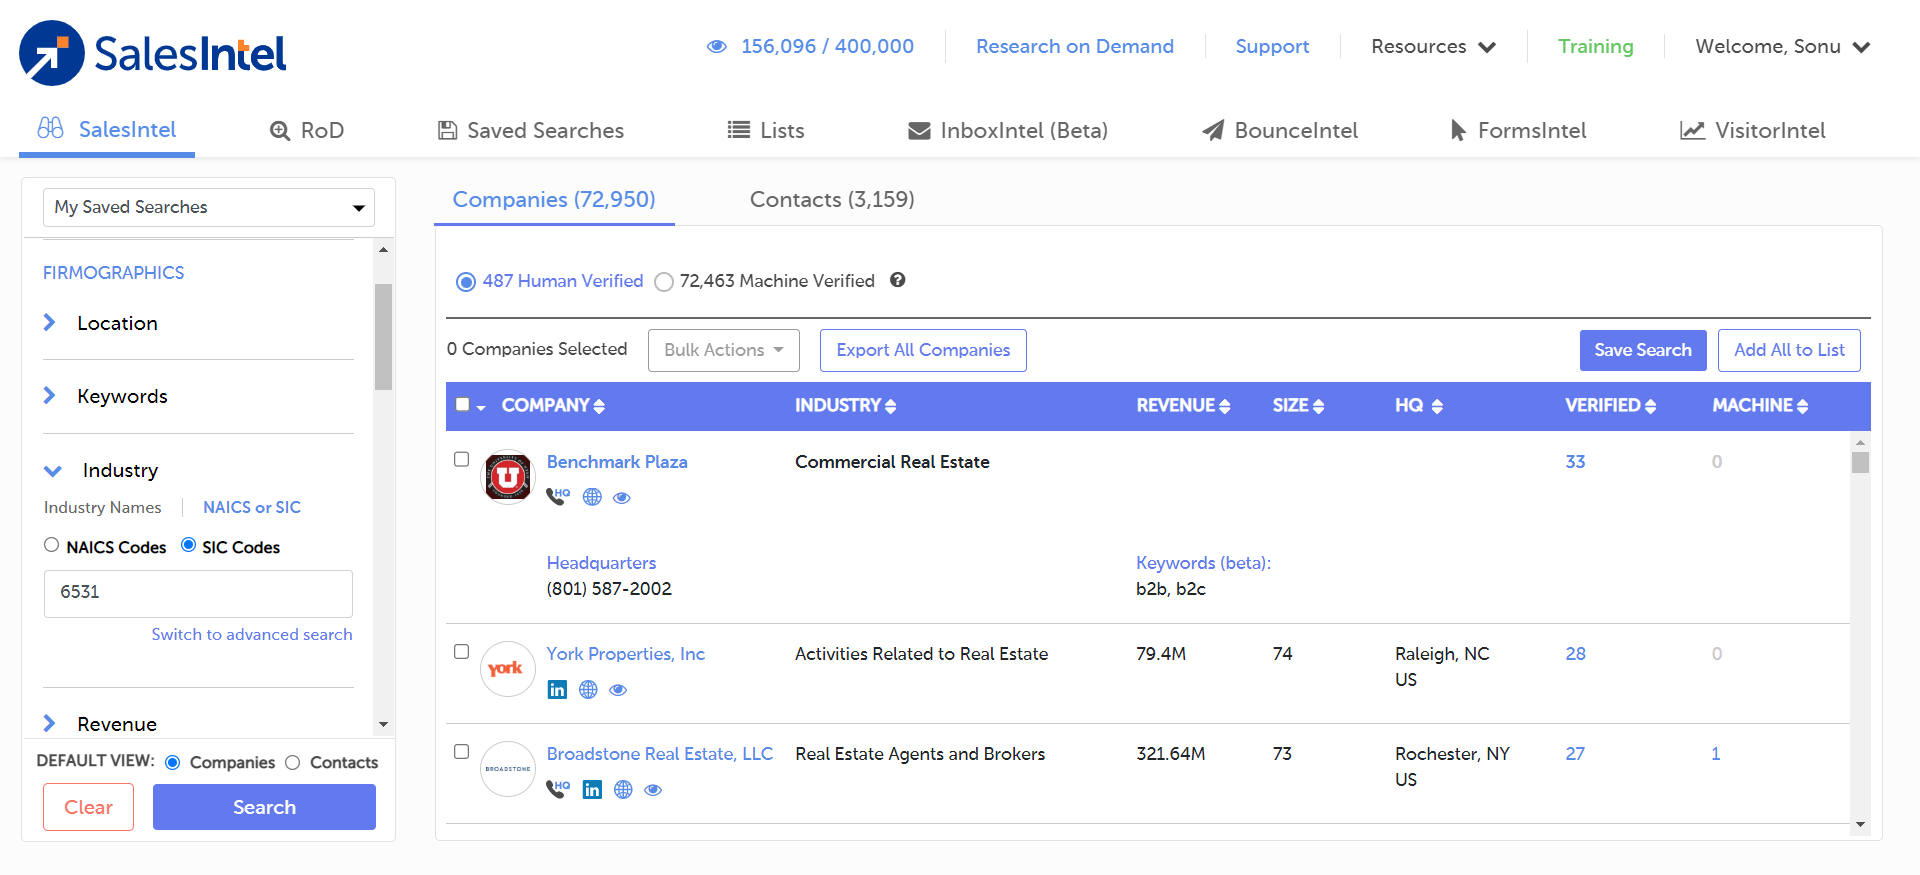 SalesIntel
156,096 / 400,000
Research on Demand
Support
Resources
Training
Welcome, Sonu
SalesIntel
RoD
Saved Searches
Lists
InboxIntel (Beta)
BounceIntel
FormsIntel
VisitorIntel
My Saved Searches
FIRMOGRAPHICS
Location
Keywords
Industry
Industry Names
NAICS or SIC
NAICS Codes
SIC Codes
6531
Switch to advanced search
Revenue
DEFAULT VIEW: Companies Contacts
Clear
Search
Companies (72,950)
Contacts (3,159)
487 Human Verified
72,463 Machine Verified
?
0 Companies Selected
Bulk Actions
Export All Companies
Save Search
Add All to List
COMPANY INDUSTRY REVENUE SIZE HQ VERIFIED MACHINE
U
Benchmark Plaza Commercial Real Estate 33 0
HQ
Headquarters
(801) 587-2002
Keywords (beta):
b2b, b2c
york
York Properties, Inc Activities Related to Real Estate 79.4M 74 Raleigh, NC 28 0
US
in
BROADSTONE
Broadstone Real Estate, LLC Real Estate Agents and Brokers 321.64M 73 Rochester, NY 27 1
US
HQ
in